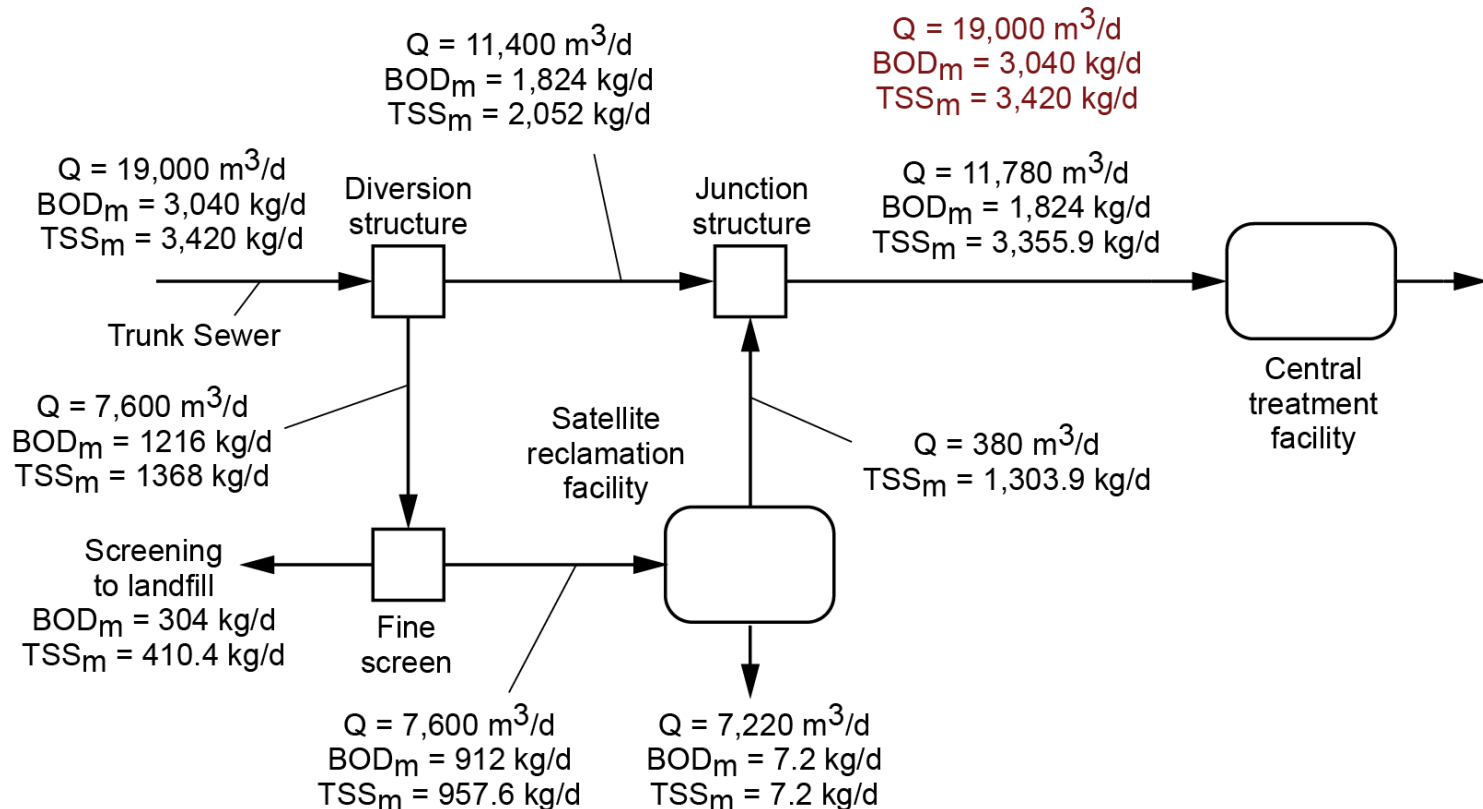 Q = 11,400 m³/d
BODₘ = 1,824 kg/d
TSSₘ = 2,052 kg/d
Q = 19,000 m³/d
BODₘ = 3,040 kg/d
TSSₘ = 3,420 kg/d
Q = 19,000 m³/d
BODₘ = 3,040 kg/d
TSSₘ = 3,420 kg/d
Diversion
structure
Junction
structure
Q = 11,780 m³/d
BODₘ = 1,824 kg/d
TSSₘ = 3,355.9 kg/d
Trunk Sewer
Central
treatment
facility
Q = 7,600 m³/d
BODₘ = 1216 kg/d
TSSₘ = 1368 kg/d
Satellite
reclamation
facility
Q = 380 m³/d
TSSₘ = 1,303.9 kg/d
Screening
to landfill
BODₘ = 304 kg/d
TSSₘ = 410.4 kg/d
Fine
screen
Q = 7,600 m³/d
BODₘ = 912 kg/d
TSSₘ = 957.6 kg/d
Q = 7,220 m³/d
BODₘ = 7.2 kg/d
TSSₘ = 7.2 kg/d